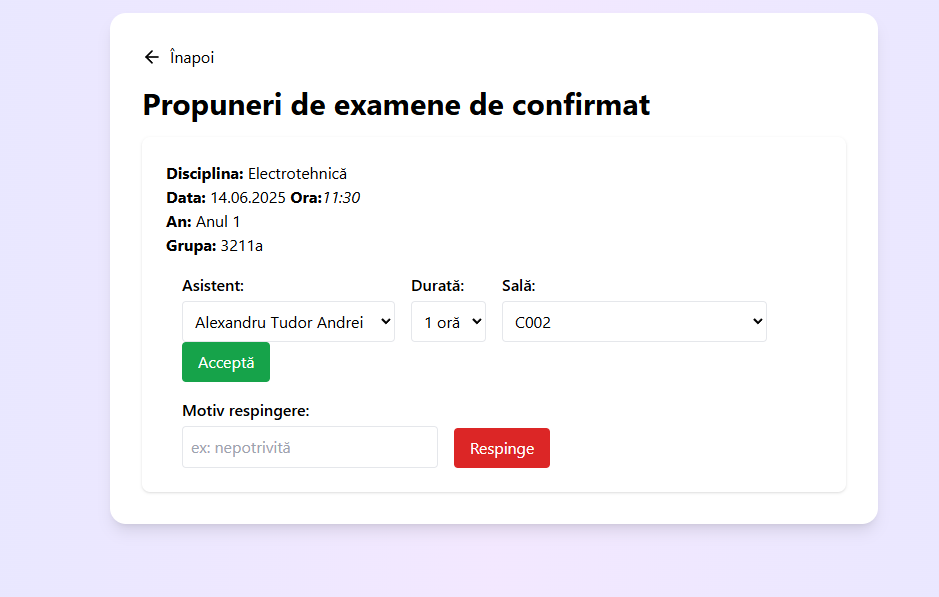 Înapoi
Propuneri de examene de confirmat
Disciplina: Electrotehnică
Data: 14.06.2025 Ora:11:30
An: Anul 1
Grupa: 3211a
Asistent: Durată: Sală:
Alexandru Tudor Andrei 1 oră C002
Acceptă
Motiv respingere:
ex: nepotrivită Respinge